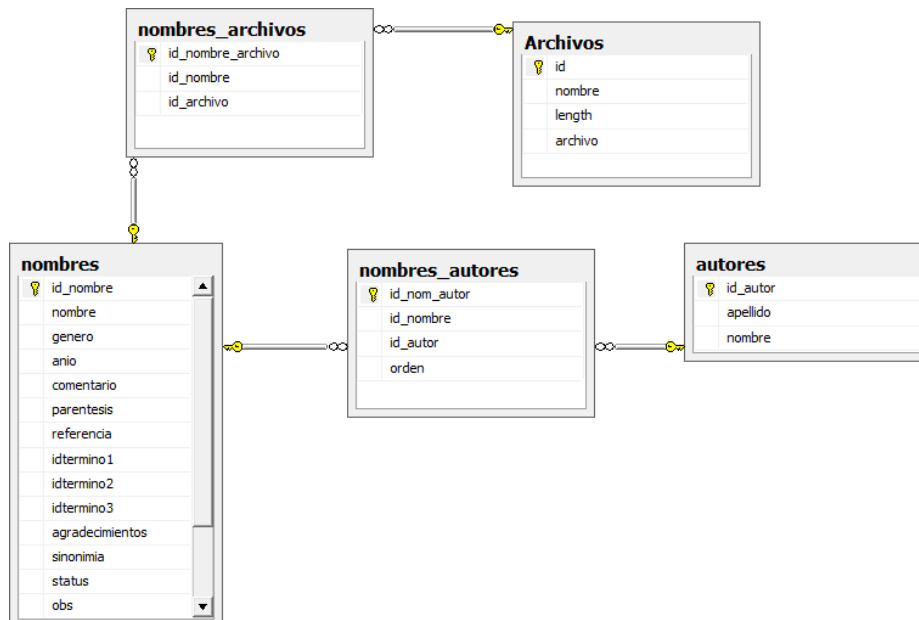 nombres_archivos
id_nombre_archivo
id_nombre
id_archivo
Archivos
id
nombre
length
archivo
nombres
id_nombre
nombre
genero
anio
comentario
parentesis
referencia
idtermino1
idtermino2
idtermino3
agradecimientos
sinonimia
status
obs
nombres_autores
id_nom_autor
id_nombre
id_autor
orden
autores
id_autor
apellido
nombre